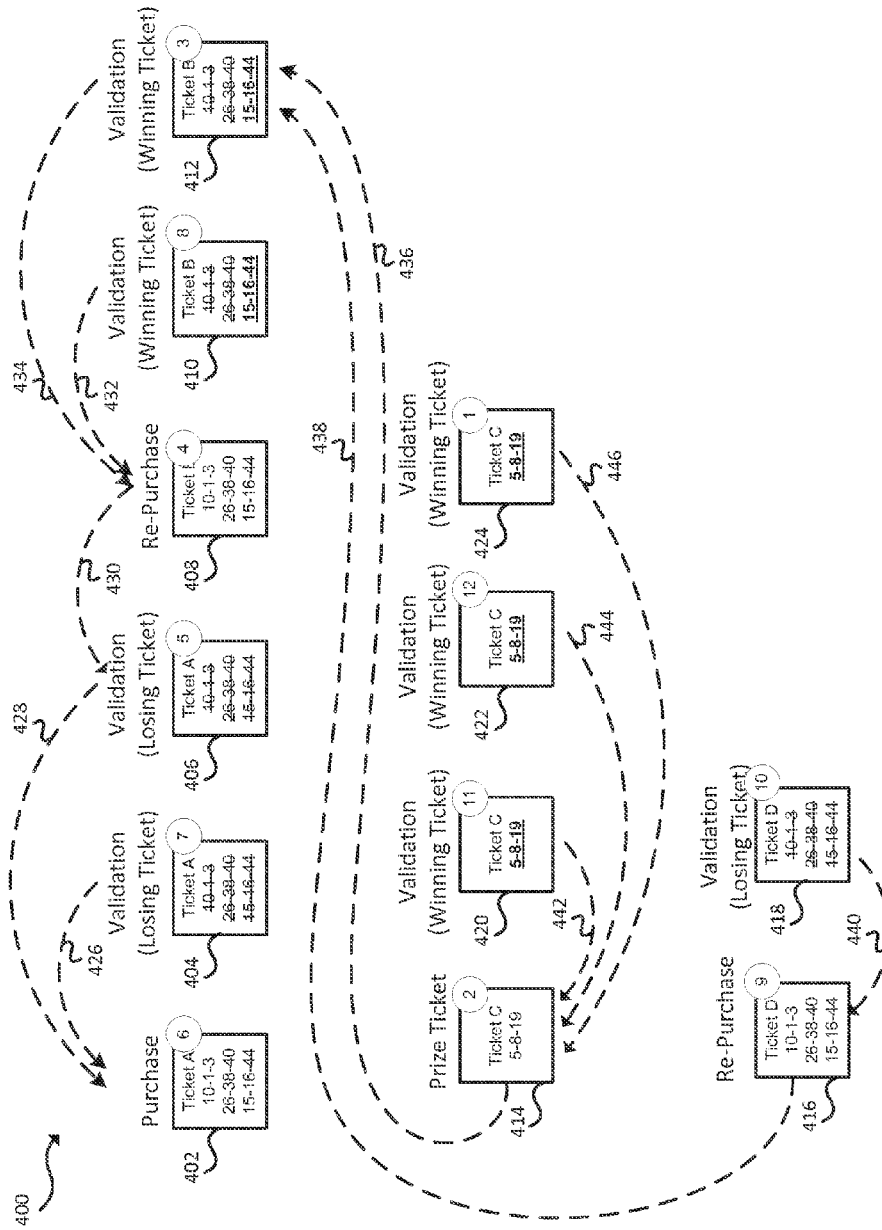 400
428
434
426
430
432
Purchase
6
Ticket A
10-1-3
26-38-40
15-16-44
402
Validation
(Losing Ticket)
7
Ticket A
10-1-3
26-38-40
15-16-44
404
Validation
(Losing Ticket)
5
Ticket A
10-1-3
26-38-40
15-16-44
406
Re-Purchase
4
Ticket
10-1-3
26-38-40
15-16-44
408
Validation
(Winning Ticket)
8
Ticket B
10-1-3
26-38-40
15-16-44
410
Validation
(Winning Ticket)
3
Ticket B
10-1-3
26-38-40
15-16-44
412
438
436
Prize Ticket
2
Ticket C
5-8-19
414
Validation
(Winning Ticket)
11
Ticket C
5-8-19
420
442
Validation
(Winning Ticket)
12
Ticket C
5-8-19
422
444
Validation
(Winning Ticket)
1
Ticket C
5-8-19
424
446
Re-Purchase
9
Ticket D
10-1-3
26-38-40
15-16-44
416
Validation
(Losing Ticket)
10
Ticket D
10-1-3
26-38-40
15-16-44
418
440